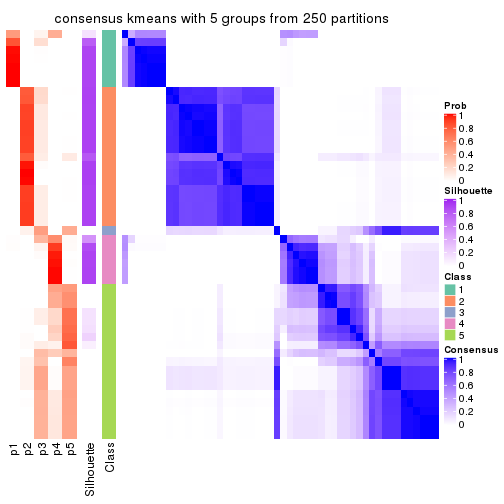 consensus kmeans with 5 groups from 250 partitions
Prob
1
0.8
0.6
0.4
0.2
0
Silhouette
1
0.8
0.6
0.4
0.2
0
Class
1
2
3
4
5
Consensus
1
0.8
0.6
0.4
0.2
0
p1
p2
p3
p4
p5
Silhouette
Class